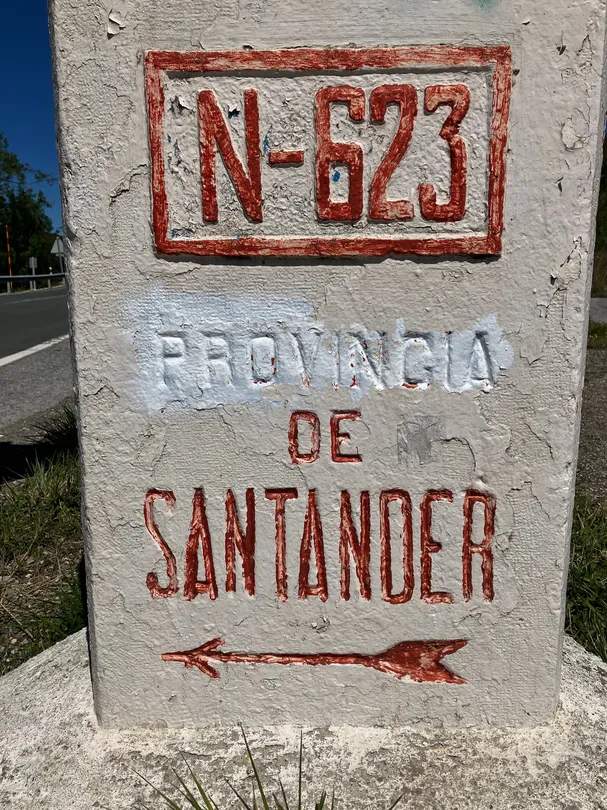 N-623
PROVINCIA
DE
SANTANDER